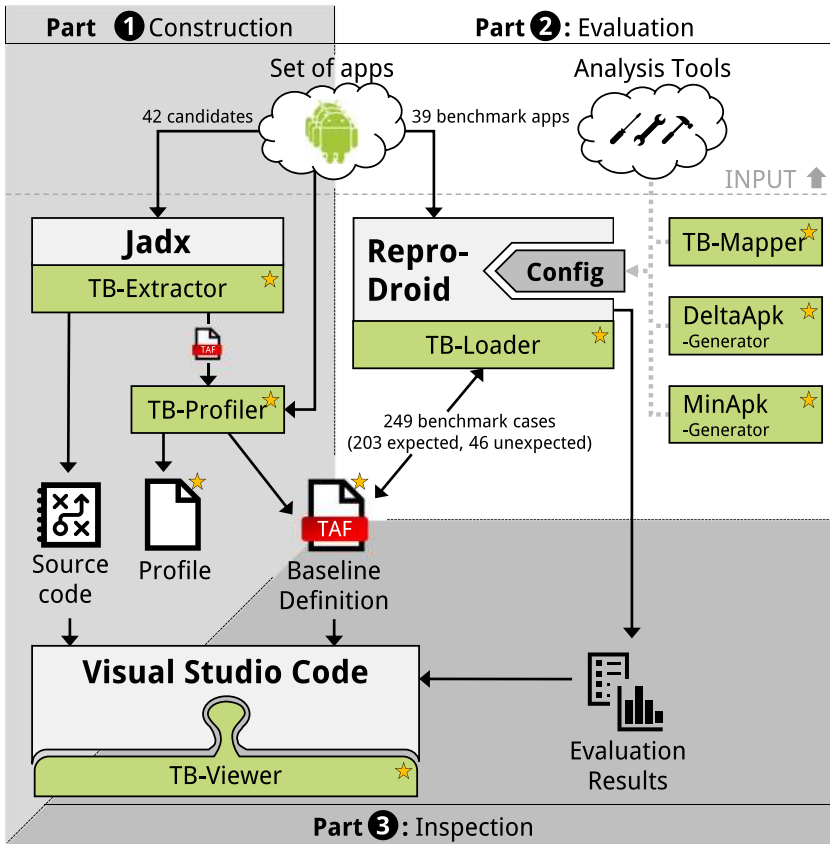 Part 1 Construction
Part 2 : Evaluation
Set of apps
Analysis Tools
42 candidates
39 benchmark apps
INPUT
Jadx
TB-Extractor
Repro-
Droid
Config
TB-Loader
TB-Mapper
DeltaApk
-Generator
MinApk
-Generator
TAF
TB-Profiler
249 benchmark cases
(203 expected, 46 unexpected)
TAF
Source
code
Profile
Baseline
Definition
Visual Studio Code
TB-Viewer
Evaluation
Results
Part 3 : Inspection